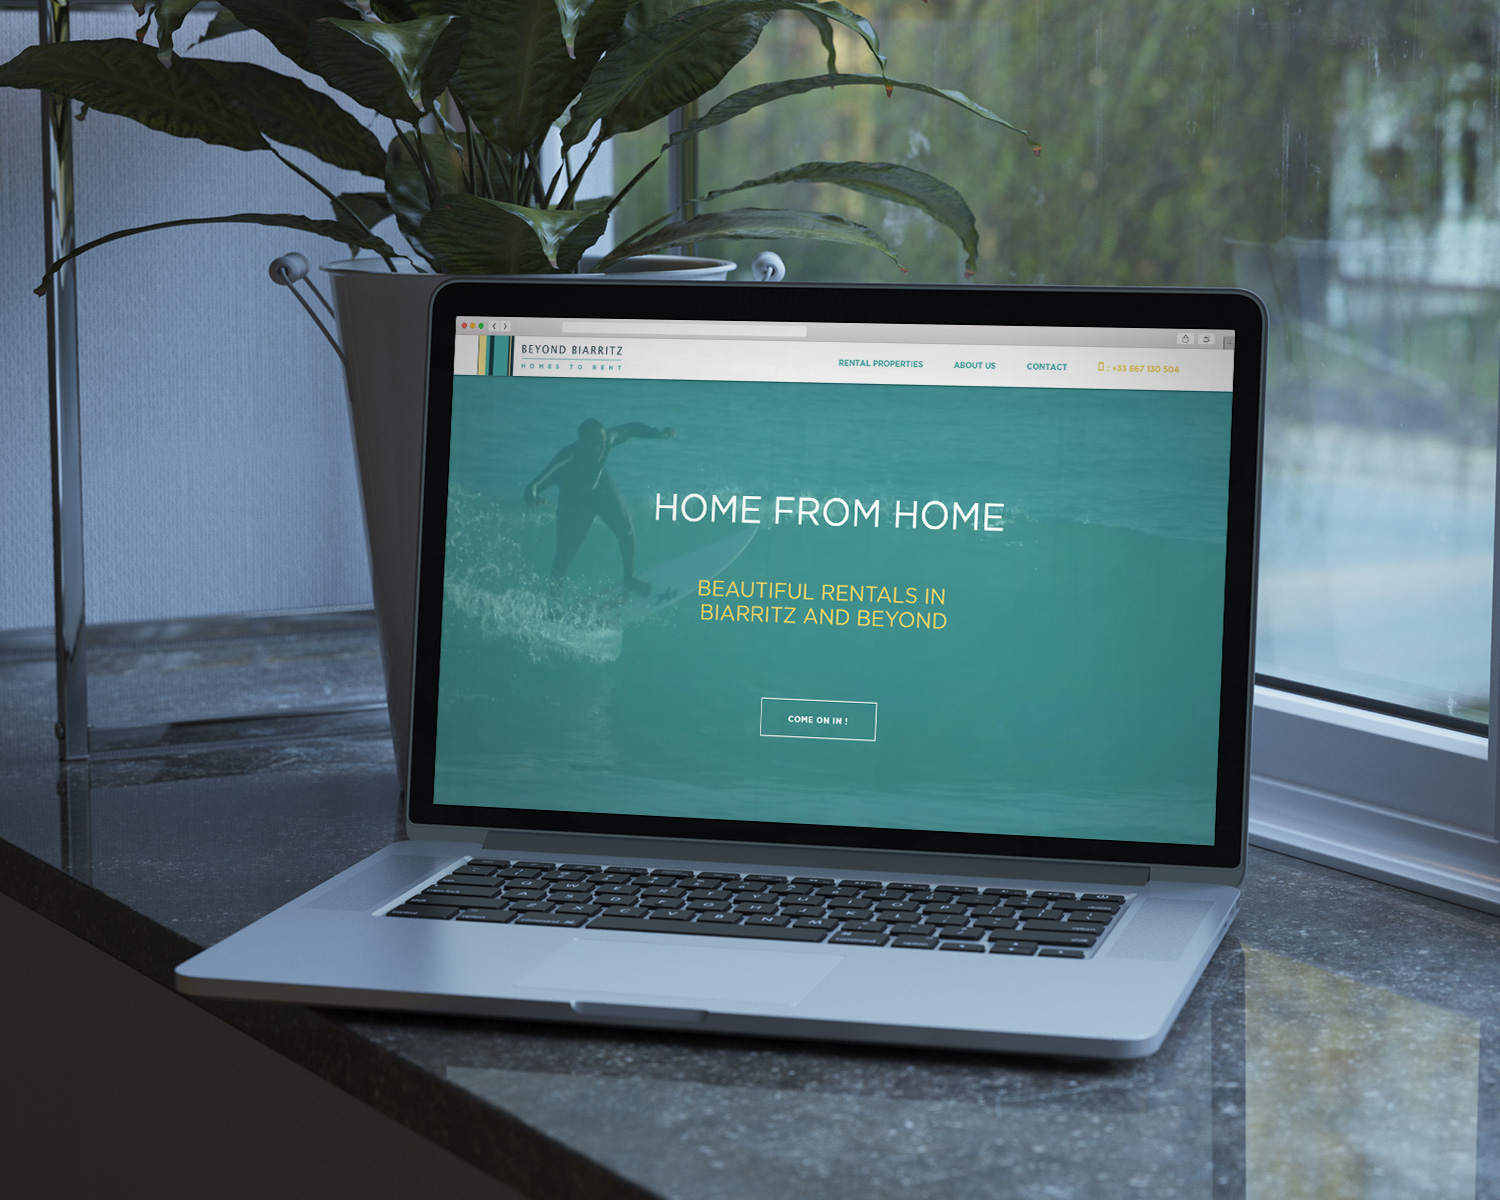 BEYOND BIARRITZ
HOMES TO RENT
RENTAL PROPERTIES
ABOUT US
CONTACT
: +33 667 130 504
HOME FROM HOME
BEAUTIFUL RENTALS IN
BIARRITZ AND BEYOND
COME ON IN !